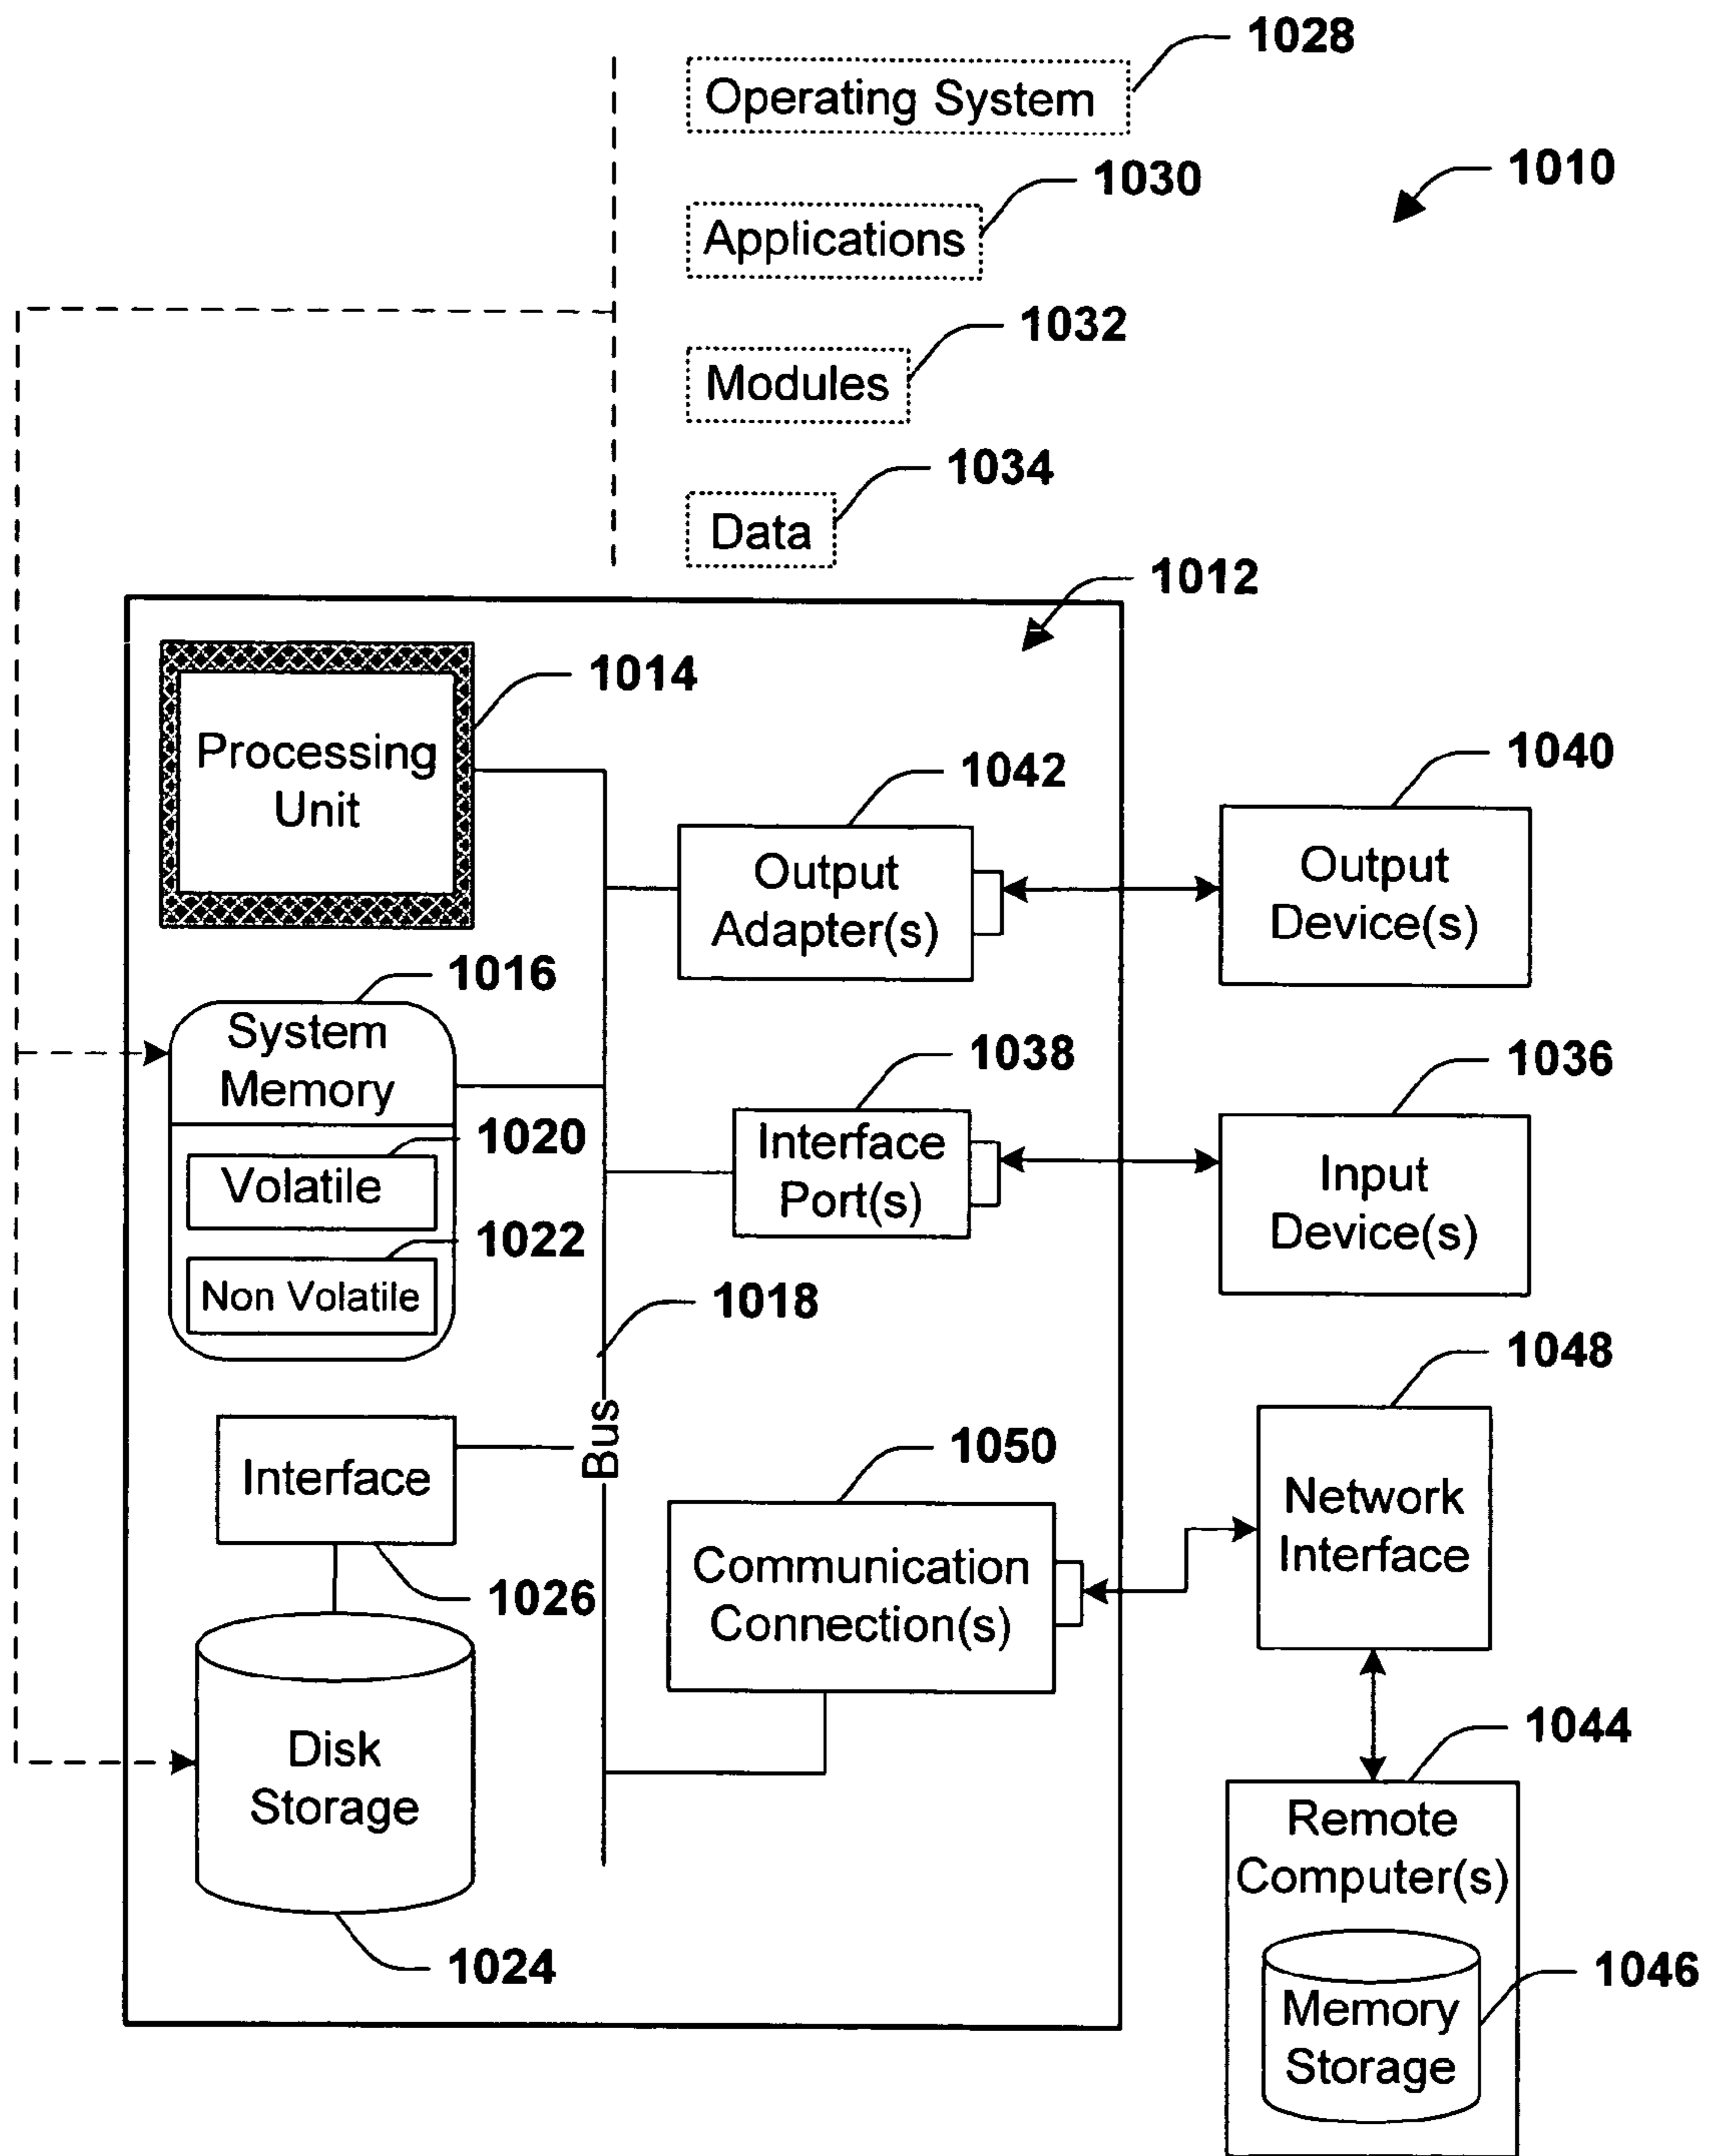 1028
Operating System
1010
1030
Applications
1032
Modules
1034
Data
1012
1014
Processing
Unit
1042
Output
Adapter(s)
1040
Output
Device(s)
1016
System
Memory
1020
Volatile
1022
Non Volatile
1038
Interface
Port(s)
1036
Input
Device(s)
1018
Bus
1048
Network
Interface
Interface
1026
1050
Communication
Connection(s)
Disk
Storage
1024
1044
Remote
Computer(s)
1046
Memory
Storage